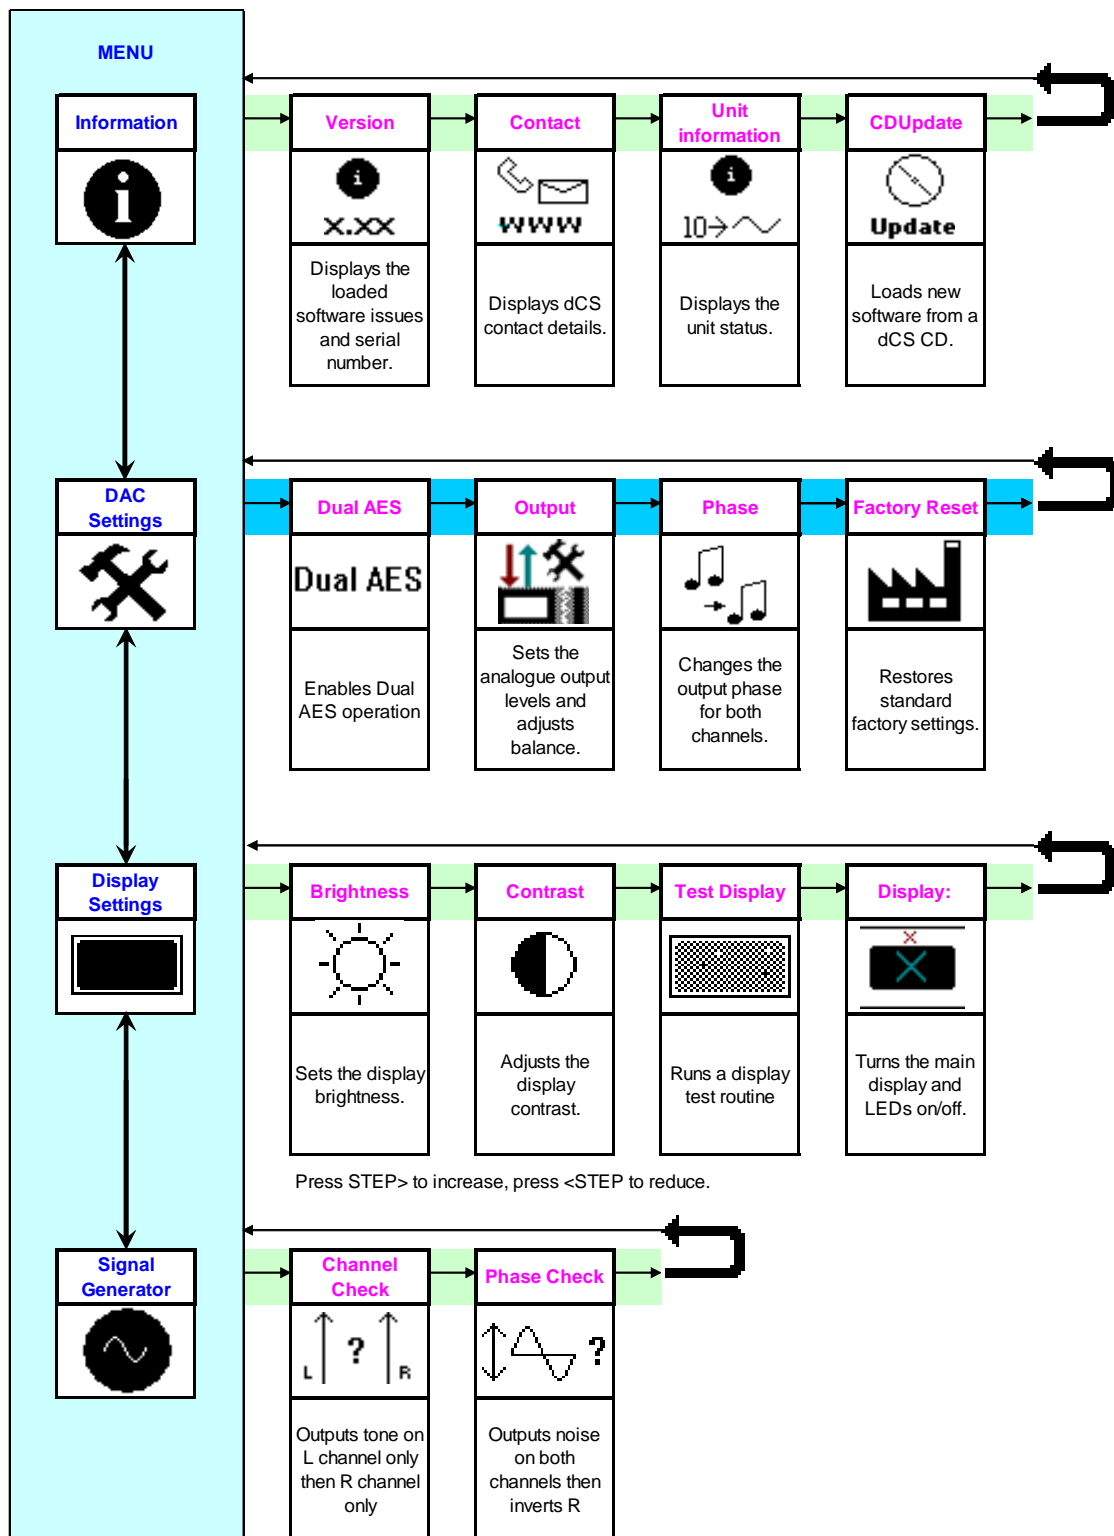 MENU
Information
Version
Contact
Unit
information
CDUpdate
i
i
x.xx
www
i
10→
Update
Displays the
loaded
software issues
and serial
number.
Displays dCS
contact details.
Displays the
unit status.
Loads new
software from a
dCS CD.
DAC
Settings
Dual AES
Output
Phase
Factory Reset
Dual AES
Enables Dual
AES operation
Sets the
analogue output
levels and
adjusts
balance.
Changes the
output phase
for both
channels.
Restores
standard
factory settings.
Display
Settings
Brightness
Contrast
Test Display
Display:
Sets the display
brightness.
Adjusts the
display
contrast.
Runs a display
test routine
Turns the main
display and
LEDs on/off.
Press STEP> to increase, press <STEP to reduce.
Signal
Generator
Channel
Check
Phase Check
L ? R
?
Outputs tone on
L channel only
then R channel
only
Outputs noise
on both
channels then
inverts R